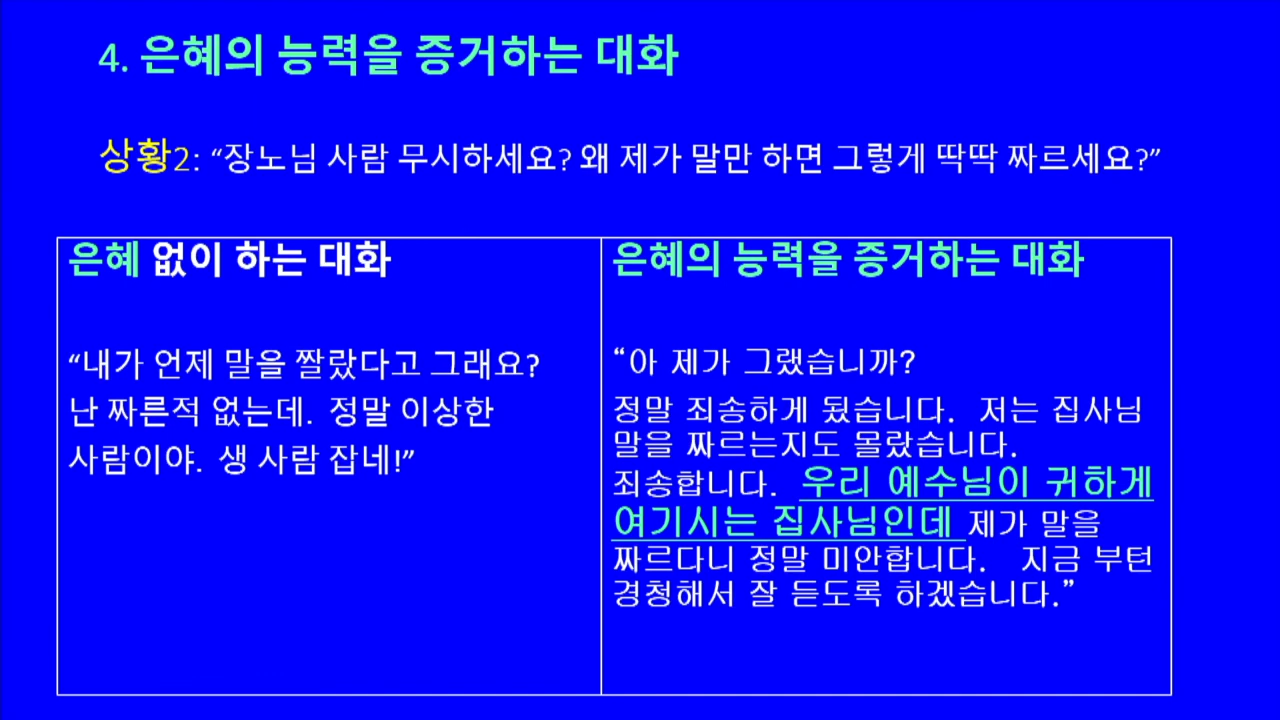 4. 은혜의 능력을 증거하는 대화
상황2: “장노님 사람 무시하세요? 왜 제가 말만 하면 그렇게 딱딱 짜르세요?”
은혜 없이 하는 대화
“내가 언제 말을 짤랐다고 그래요?
난 짜른적 없는데. 정말 이상한
사람이야. 생 사람 잡네!”
은혜의 능력을 증거하는 대화
“아 제가 그랬습니까?
정말 죄송하게 됬습니다. 저는 집사님
말을 짜르는지도 몰랐습니다.
죄송합니다. 우리 예수님이 귀하게
여기시는 집사님인데 제가 말을
짜르다니 정말 미안합니다. 지금 부턴
경청해서 잘 듣도록 하겠습니다.”